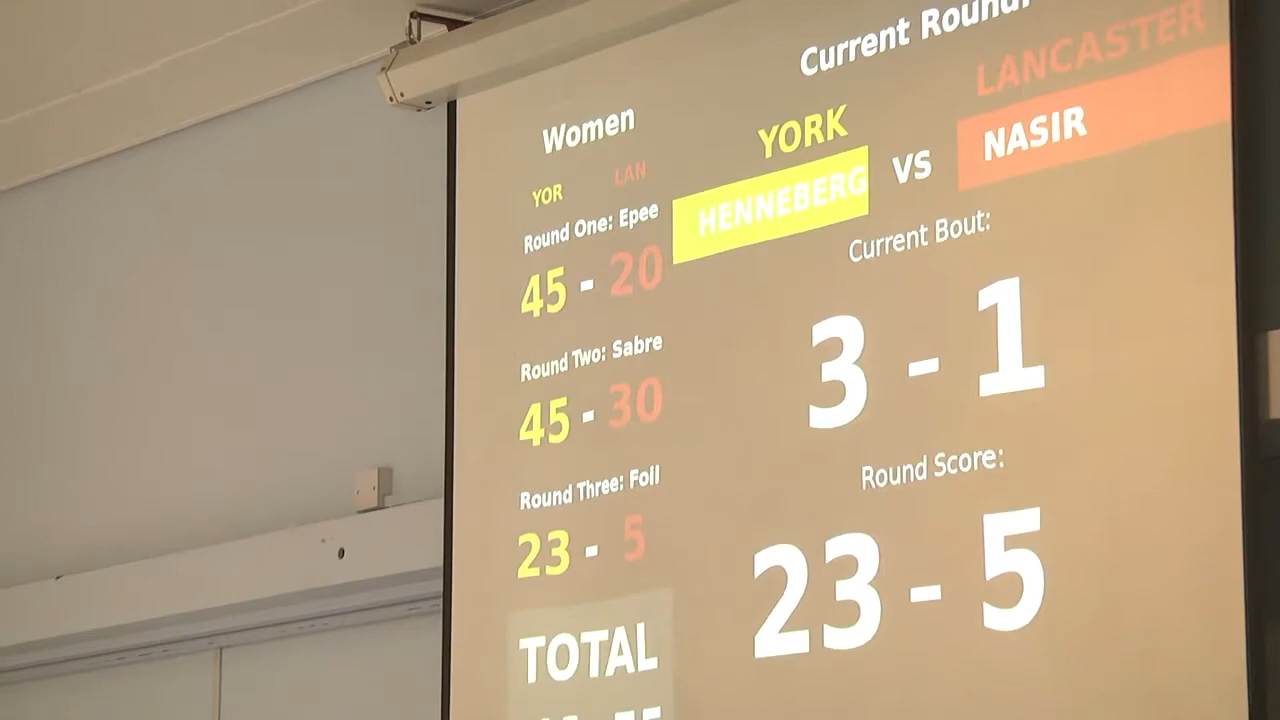 Women
YOR LAN
Round One: Epee
45 - 20
Round Two: Sabre
45 - 30
Round Three: Foil
23 - 5
TOTAL
Current Round:
YORK LANCASTER
HENNEBERG VS NASIR
Current Bout:
3 - 1
Round Score:
23 - 5